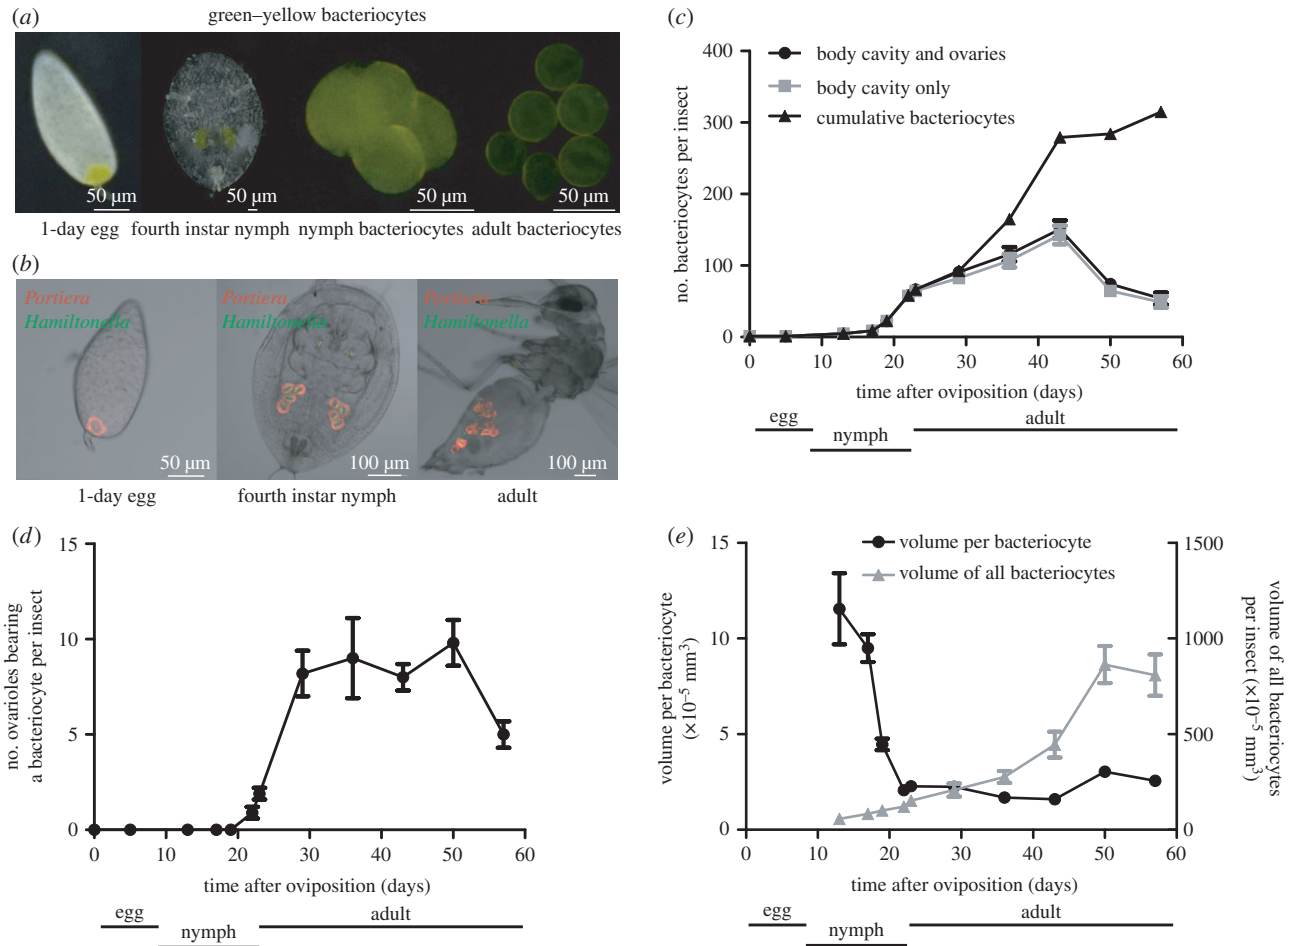 (a)
green–yellow bacteriocytes
50 µm
50 µm
50 µm
50 µm
1-day egg
fourth instar nymph
nymph bacteriocytes
adult bacteriocytes
(b)
Portiera
Hamiltonella
50 µm
Portiera
Hamiltonella
100 µm
Portiera
Hamiltonella
100 µm
1-day egg
fourth instar nymph
adult
(c)
no. bacteriocytes per insect
400
300
200
100
0
body cavity and ovaries
body cavity only
cumulative bacteriocytes
0 10 20 30 40 50 60
time after oviposition (days)
egg
nymph
adult
(d)
no. ovarioles bearing
a bacteriocyte per insect
15
10
5
0
0 10 20 30 40 50 60
time after oviposition (days)
egg
nymph
adult
(e)
volume per bacteriocyte
(×10⁻⁵ mm³)
15
10
5
0
volume per bacteriocyte
volume of all bacteriocytes
1500
1000
500
0
volume of all bacteriocytes
per insect (×10⁻⁵ mm³)
0 10 20 30 40 50 60
time after oviposition (days)
egg
nymph
adult